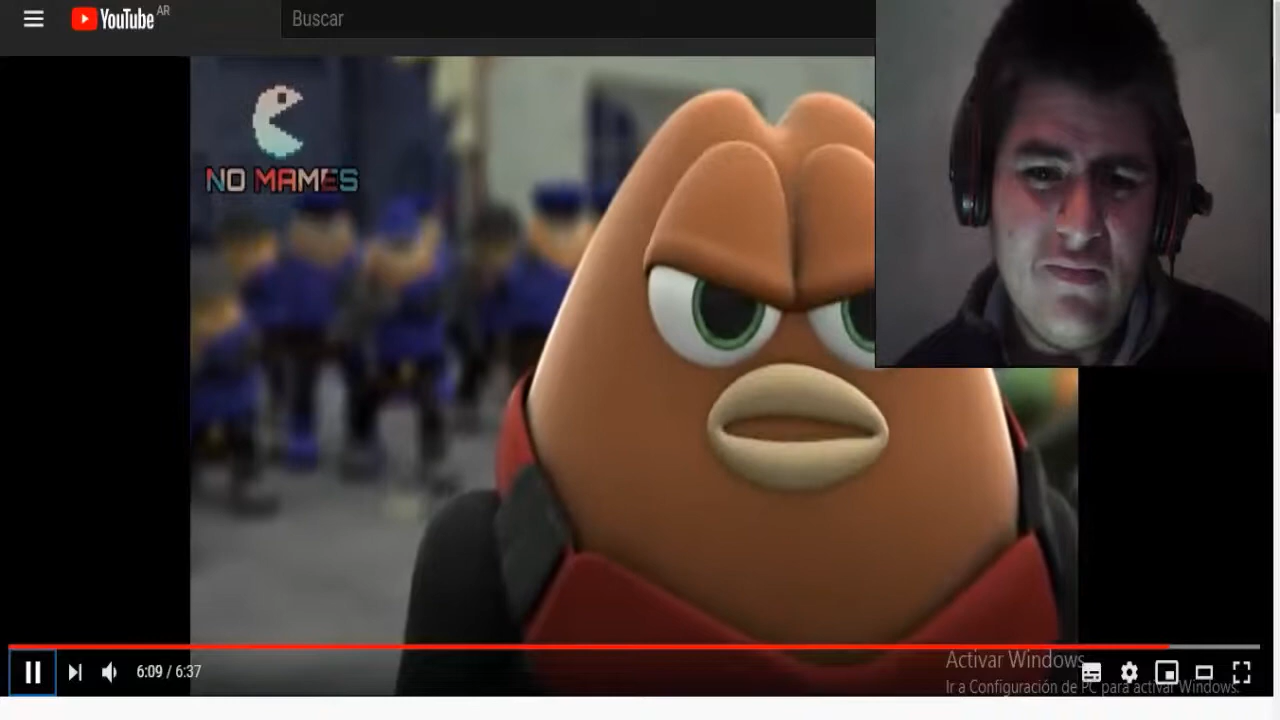 YouTube AR
Buscar
NO MAMES
6:09 / 6:37
Activar Windows
Ir a Configuración de PC para activar Windows.